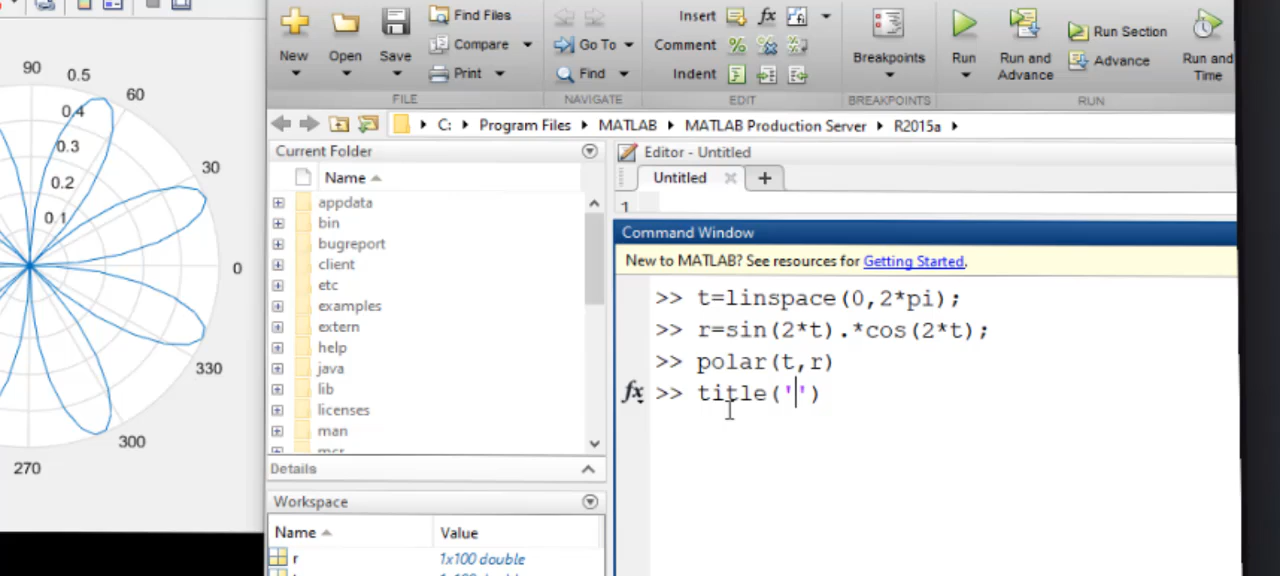 New
Open
Save
Find Files
Compare
Print
FILE
Go To
Find
NAVIGATE
Insert
fx
Comment
Indent
EDIT
Breakpoints
BREAKPOINTS
Run
Run and Advance
Run Section
Advance
Run and Time
RUN
C: Program Files MATLAB MATLAB Production Server R2015a
90
0.5
60
0.4
0.3
30
0.2
0.1
0
330
300
270
Current Folder
Name
appdata
bin
bugreport
client
etc
examples
extern
help
java
lib
licenses
man
mcr
Details
Workspace
Name Value
r 1x100 double
Editor - Untitled
Untitled
1
Command Window
New to MATLAB? See resources for Getting Started.
>> t=linspace(0,2*pi);
>> r=sin(2*t).*cos(2*t);
>> polar(t,r)
fx >> title('')